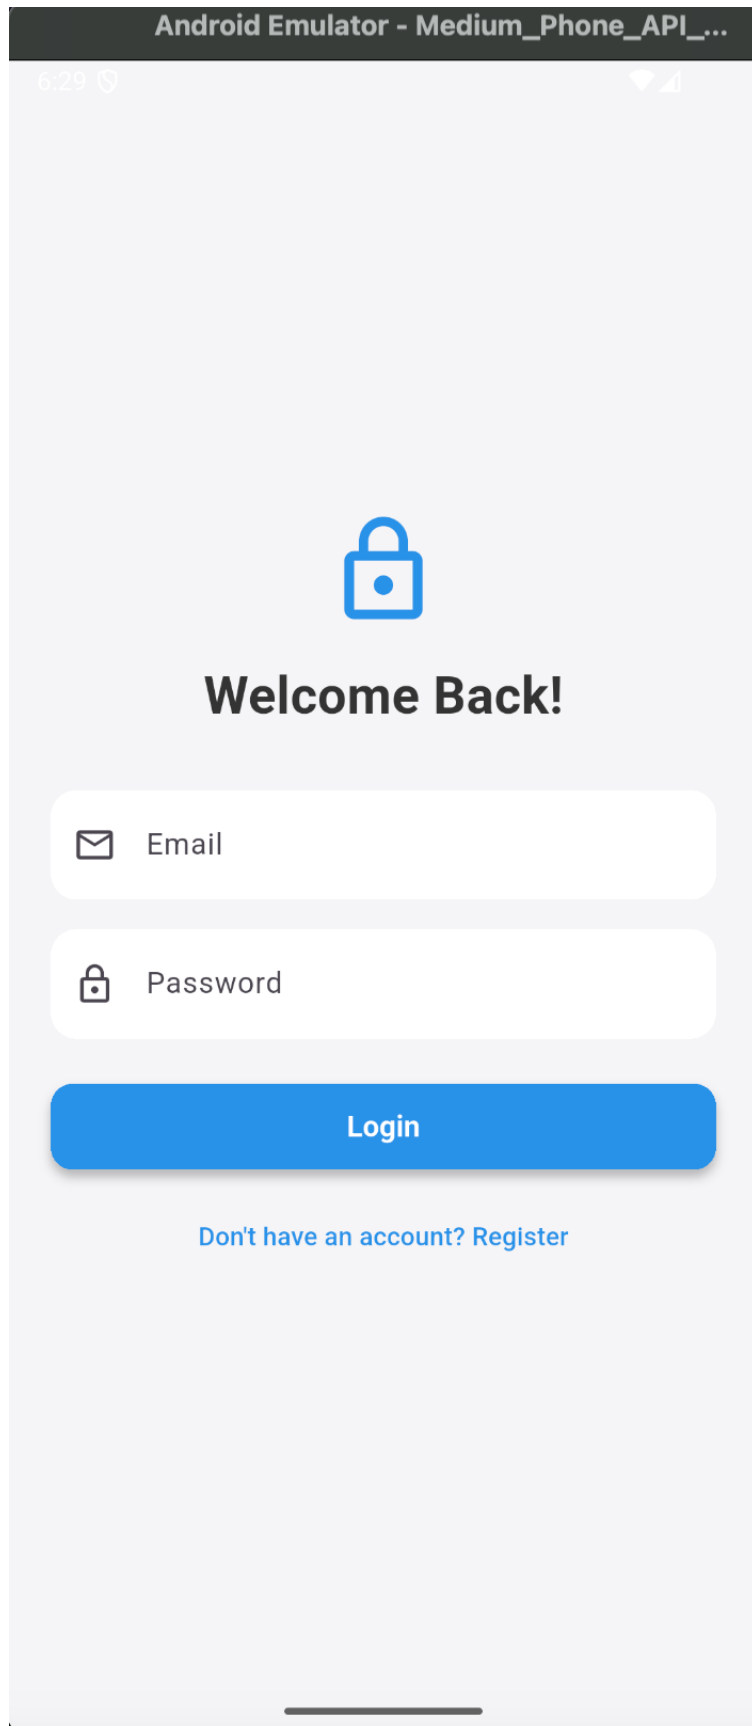 Android Emulator - Medium_Phone_API_...
6:29
Welcome Back!
Email
Password
Login
Don't have an account? Register